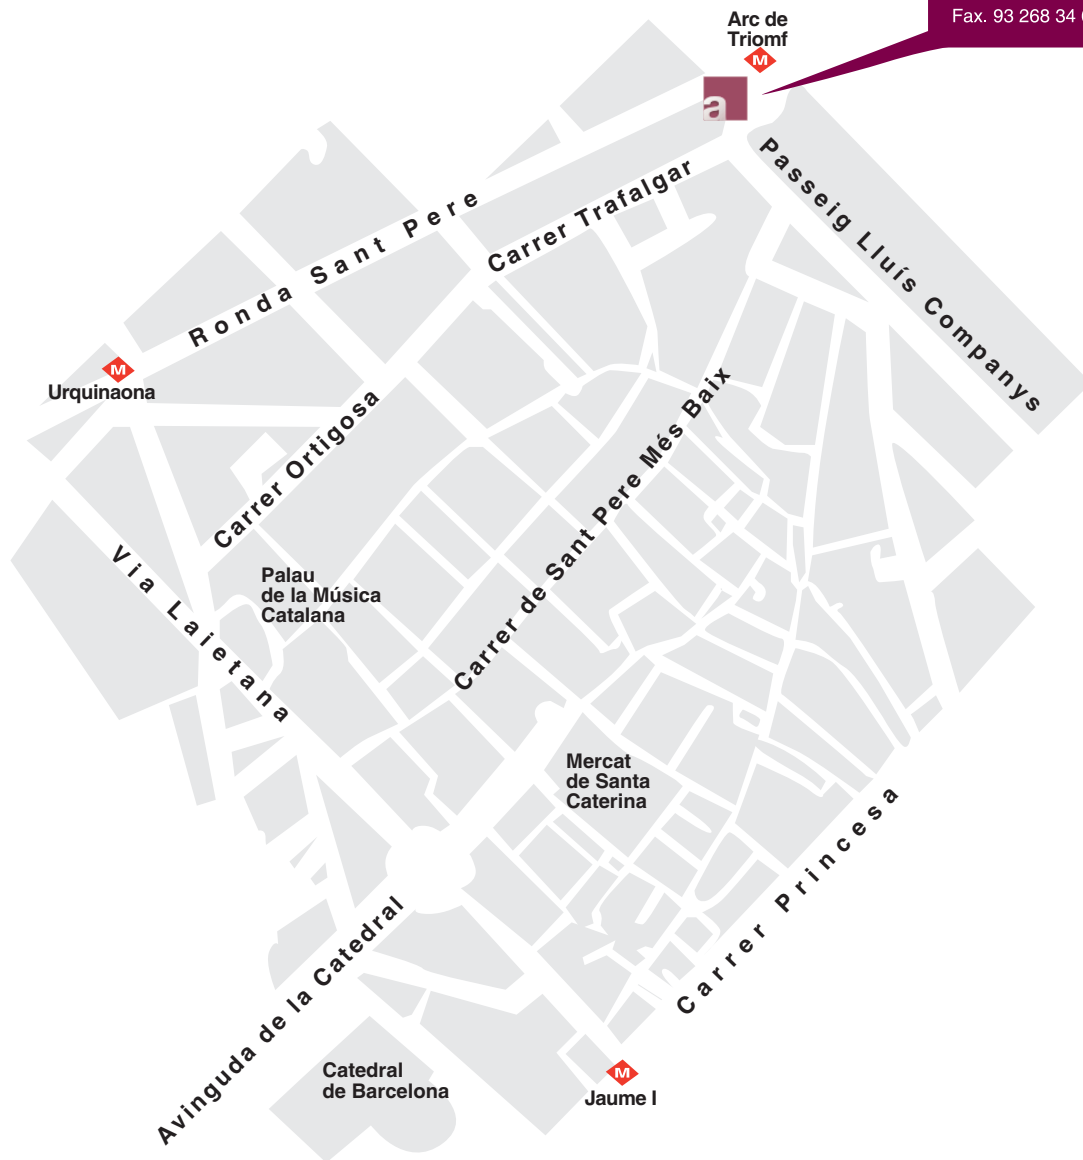 Fax. 93 268 34
Arc de
Triomf
M
a
Passeig Lluís Companys
Carrer Trafalgar
Ronda Sant Pere
M
Urquinaona
Carrer Ortigosa
Carrer de Sant Pere Més Baix
Via Laietana
Palau
de la Música
Catalana
Mercat
de Santa
Caterina
Carrer Princesa
Avinguda de la Catedral
Catedral
de Barcelona
M
Jaume I